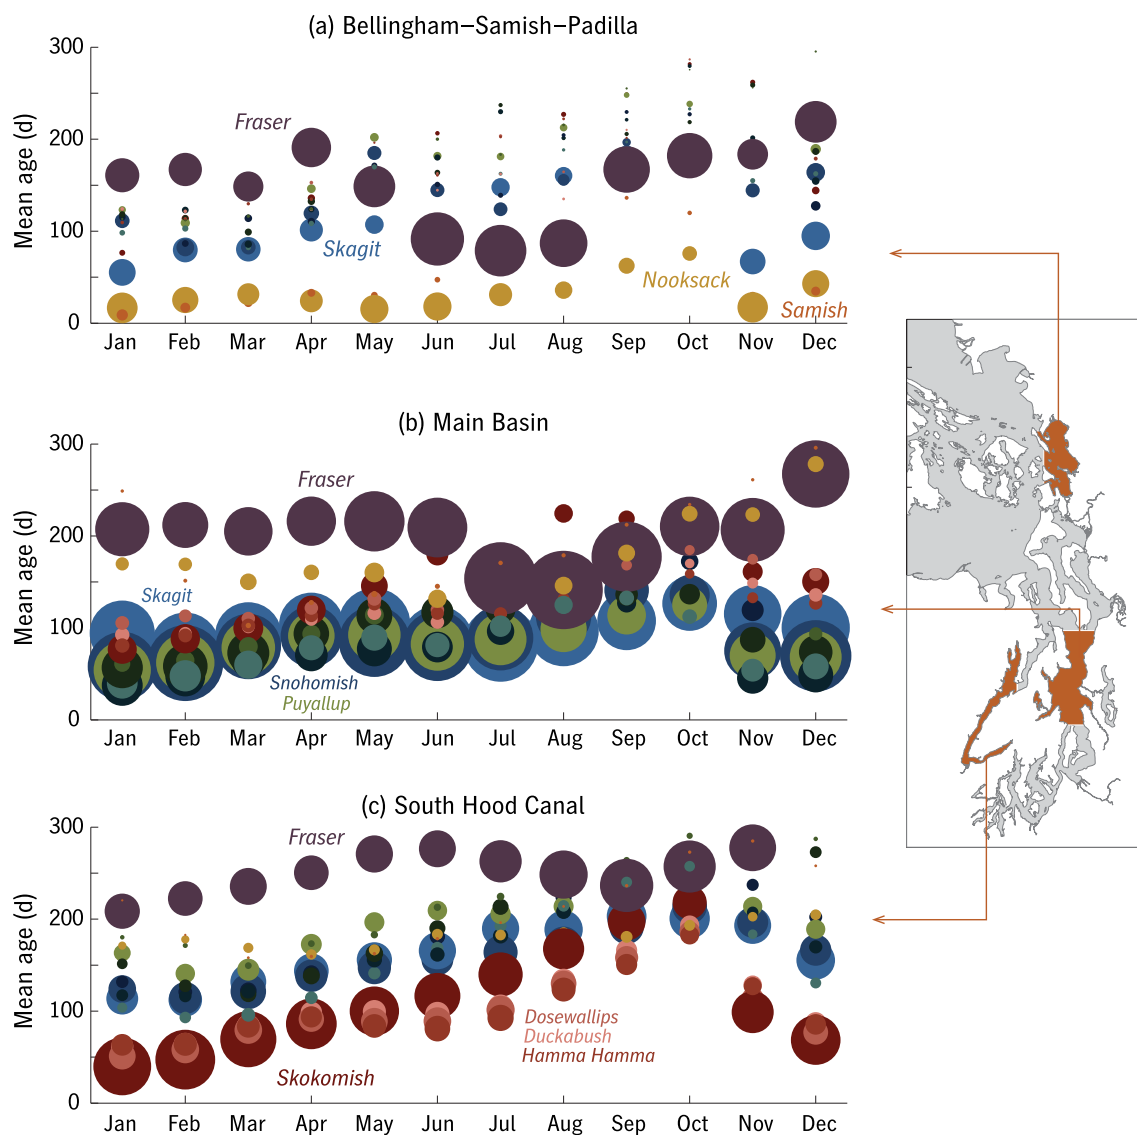 (a) Bellingham–Samish–Padilla
Mean age (d)
300
200
100
0
Fraser
Skagit
Nooksack
Samish
Jan Feb Mar Apr May Jun Jul Aug Sep Oct Nov Dec
(b) Main Basin
Mean age (d)
300
200
100
0
Fraser
Skagit
Snohomish
Puyallup
Jan Feb Mar Apr May Jun Jul Aug Sep Oct Nov Dec
(c) South Hood Canal
Mean age (d)
300
200
100
0
Fraser
Dosewallips
Duckabush
Hamma Hamma
Skokomish
Jan Feb Mar Apr May Jun Jul Aug Sep Oct Nov Dec